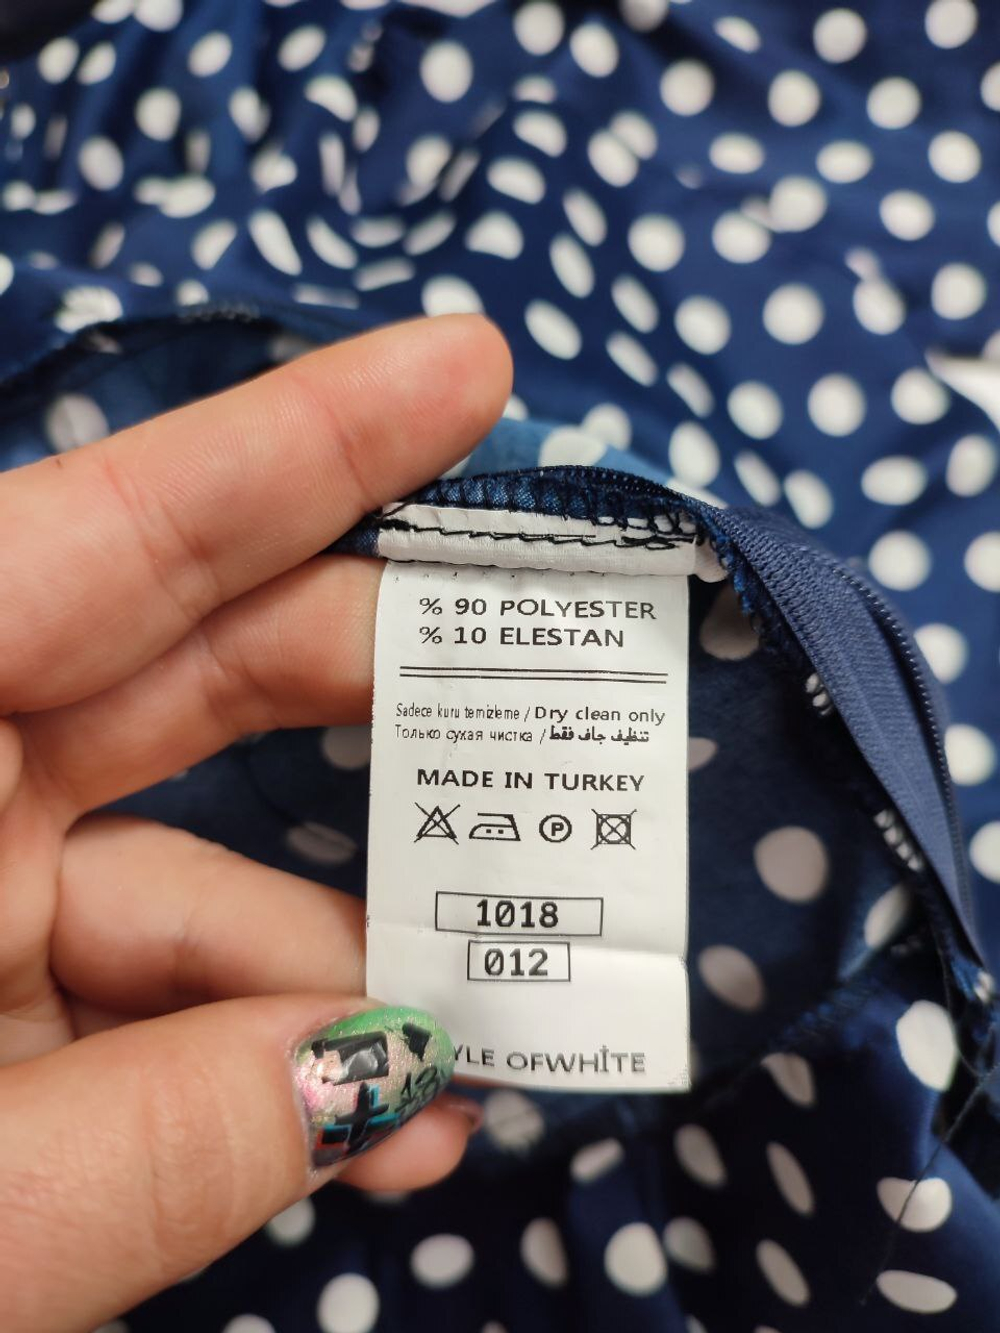 % 90 POLYESTER
% 10 ELESTAN
Sadece kuru temizleme / Dry clean only
Только сухая чистка / تنظيف جاف فقط
MADE IN TURKEY
P
1018
012
OFWHİTE
13